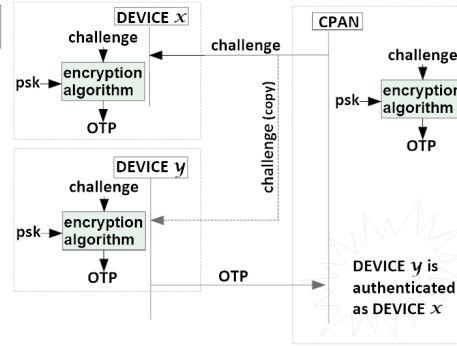 DEVICE x
challenge
psk
encryption
algorithm
OTP
challenge
challenge (copy)
CPAN
challenge
psk
encryption
algorithm
OTP
DEVICE y
challenge
psk
encryption
algorithm
OTP
OTP
DEVICE y is
authenticated
as DEVICE x